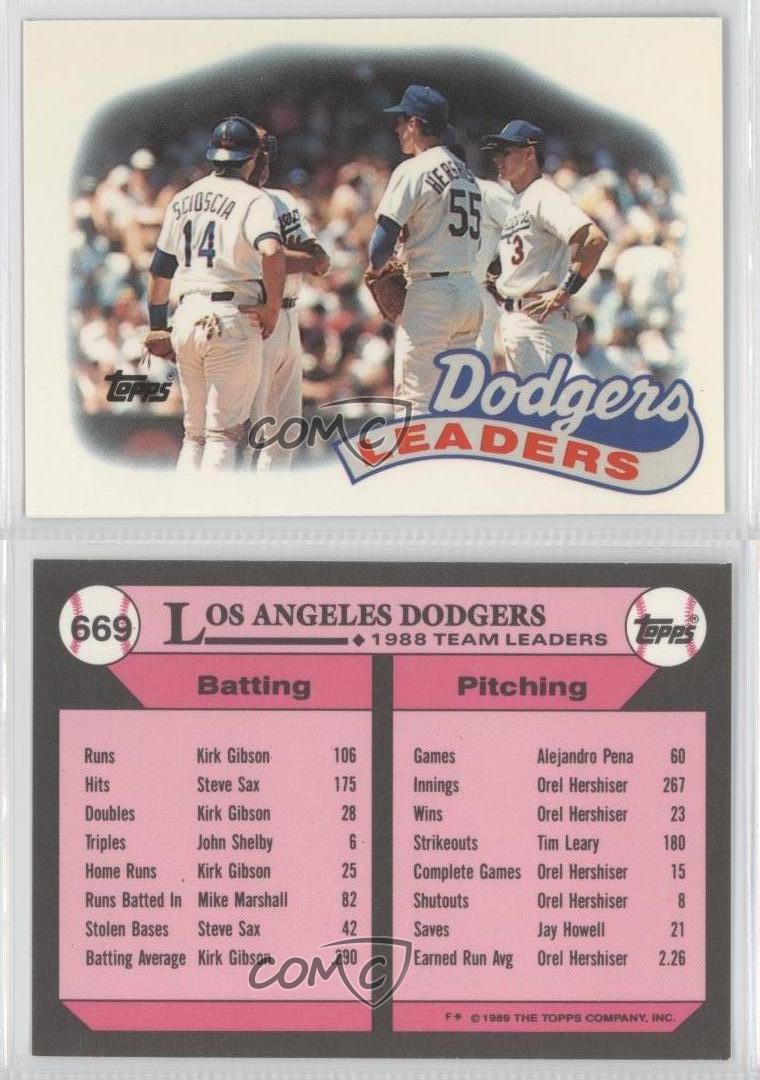 SCIOSCIA
14
HERSHIS
55
3
Topps®
Dodgers
LEADERS
COMC
669
LOS ANGELES DODGERS
1988 TEAM LEADERS
Topps®
Batting
Runs Kirk Gibson 106
Hits Steve Sax 175
Doubles Kirk Gibson 28
Triples John Shelby 6
Home Runs Kirk Gibson 25
Runs Batted In Mike Marshall 82
Stolen Bases Steve Sax 42
Batting Average Kirk Gibson .290
COMC
Pitching
Games Alejandro Pena 60
Innings Orel Hershiser 267
Wins Orel Hershiser 23
Strikeouts Tim Leary 180
Complete Games Orel Hershiser 15
Shutouts Orel Hershiser 8
Saves Jay Howell 21
Earned Run Avg Orel Hershiser 2.26
F* © 1989 THE TOPPS COMPANY, INC.